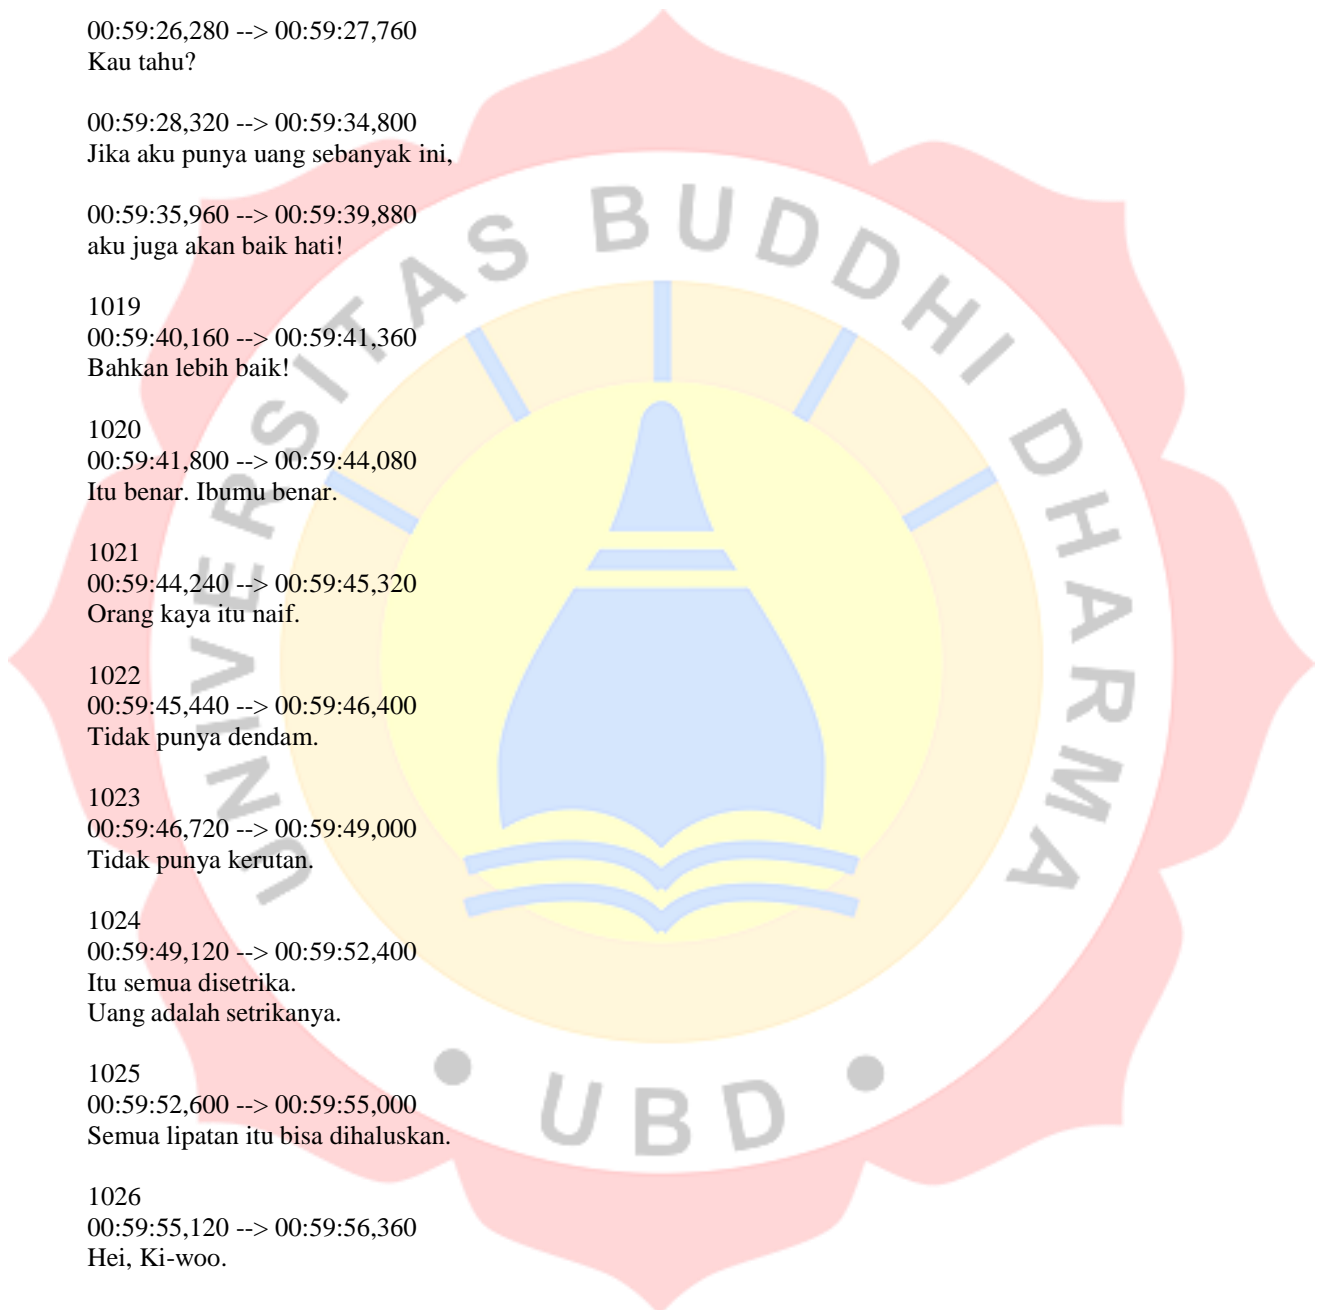 00:59:26,280 --> 00:59:27,760
Kau tahu?
00:59:28,320 --> 00:59:34,800
Jika aku punya uang sebanyak ini,
00:59:35,960 --> 00:59:39,880
aku juga akan baik hati!
1019
00:59:40,160 --> 00:59:41,360
Bahkan lebih baik!
1020
00:59:41,800 --> 00:59:44,080
Itu benar. Ibumu benar.
1021
00:59:44,240 --> 00:59:45,320
Orang kaya itu naif.
1022
00:59:45,440 --> 00:59:46,400
Tidak punya dendam.
1023
00:59:46,720 --> 00:59:49,000
Tidak punya kerutan.
1024
00:59:49,120 --> 00:59:52,400
Itu semua disetrika.
Uang adalah setrikanya.
1025
00:59:52,600 --> 00:59:55,000
Semua lipatan itu bisa dihaluskan.
1026
00:59:55,120 --> 00:59:56,360
Hei, Ki-woo.
UNIVERSITAS BUDDHI DHARMA
• UBD •